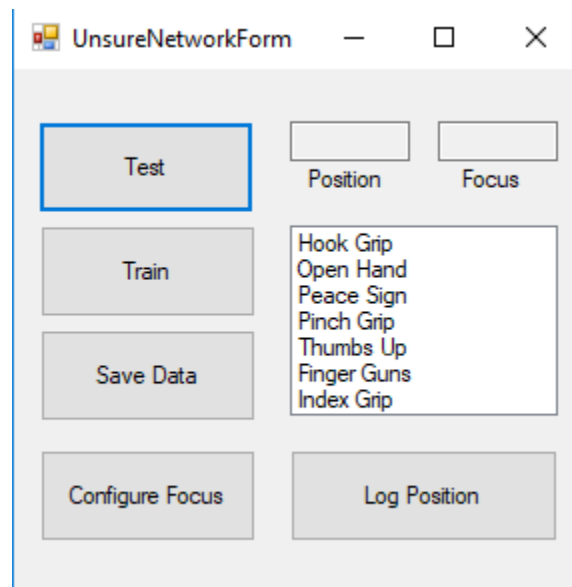 UnsureNetworkForm
Test
Position
Focus
Train
Hook Grip
Open Hand
Peace Sign
Pinch Grip
Thumbs Up
Finger Guns
Index Grip
Save Data
Configure Focus
Log Position